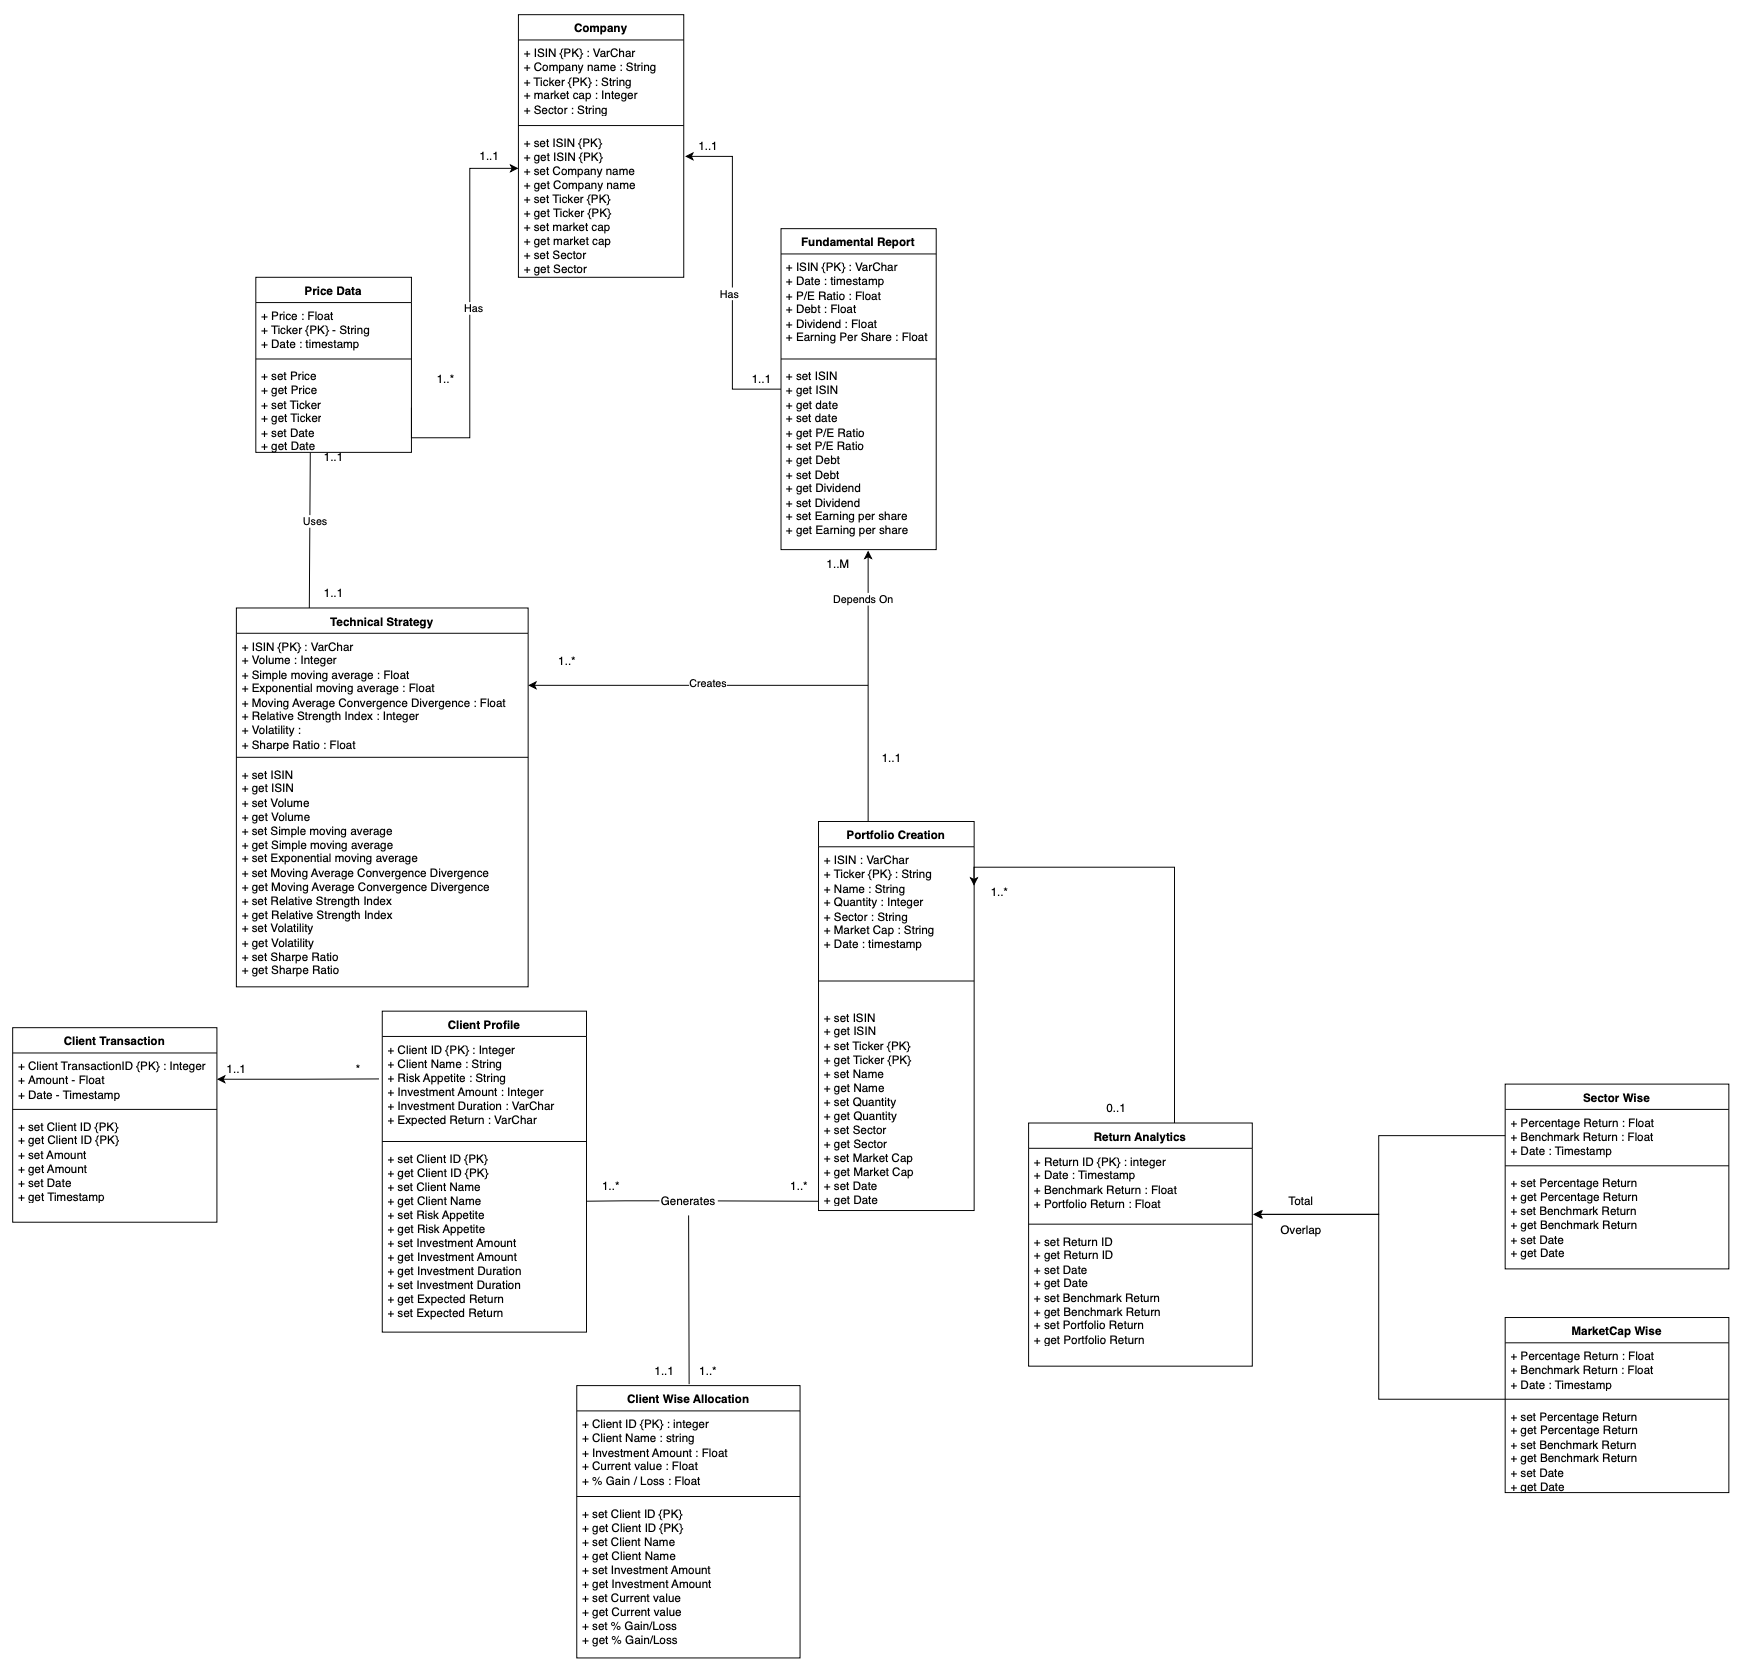 Company
+ ISIN {PK} : VarChar
+ Company name : String
+ Ticker {PK} : String
+ market cap : Integer
+ Sector : String
+ set ISIN {PK}
+ get ISIN {PK}
+ set Company name
+ get Company name
+ set Ticker {PK}
+ get Ticker {PK}
+ set market cap
+ get market cap
+ set Sector
+ get Sector
1..1
1..1
Has
Has
1..*
1..1
Price Data
+ Price : Float
+ Ticker {PK} - String
+ Date : timestamp
+ set Price
+ get Price
+ set Ticker
+ get Ticker
+ set Date
+ get Date
1..1
Uses
1..1
Fundamental Report
+ ISIN {PK} : VarChar
+ Date : timestamp
+ P/E Ratio : Float
+ Debt : Float
+ Dividend : Float
+ Earning Per Share : Float
+ set ISIN
+ get ISIN
+ get date
+ set date
+ get P/E Ratio
+ set P/E Ratio
+ get Debt
+ set Debt
+ get Dividend
+ set Dividend
+ set Earning per share
+ get Earning per share
1..M
Depends On
1..*
Creates
1..1
Technical Strategy
+ ISIN {PK} : VarChar
+ Volume : Integer
+ Simple moving average : Float
+ Exponential moving average : Float
+ Moving Average Convergence Divergence : Float
+ Relative Strength Index : Integer
+ Volatility :
+ Sharpe Ratio : Float
+ set ISIN
+ get ISIN
+ set Volume
+ get Volume
+ set Simple moving average
+ get Simple moving average
+ set Exponential moving average
+ set Moving Average Convergence Divergence
+ get Moving Average Convergence Divergence
+ set Relative Strength Index
+ get Relative Strength Index
+ set Volatility
+ get Volatility
+ set Sharpe Ratio
+ get Sharpe Ratio
Portfolio Creation
+ ISIN : VarChar
+ Ticker {PK} : String
+ Name : String
+ Quantity : Integer
+ Sector : String
+ Market Cap : String
+ Date : timestamp
+ set ISIN
+ get ISIN
+ set Ticker {PK}
+ get Ticker {PK}
+ set Name
+ get Name
+ set Quantity
+ get Quantity
+ set Sector
+ get Sector
+ set Market Cap
+ get Market Cap
+ set Date
+ get Date
1..*
0..1
Client Transaction
+ Client TransactionID {PK} : Integer
+ Amount - Float
+ Date - Timestamp
+ set Client ID {PK}
+ get Client ID {PK}
+ set Amount
+ get Amount
+ set Date
+ get Timestamp
1..1
*
Client Profile
+ Client ID {PK} : Integer
+ Client Name : String
+ Risk Appetite : String
+ Investment Amount : Integer
+ Investment Duration : VarChar
+ Expected Return : VarChar
+ set Client ID {PK}
+ get Client ID {PK}
+ set Client Name
+ get Client Name
+ set Risk Appetite
+ get Risk Appetite
+ set Investment Amount
+ get Investment Amount
+ get Investment Duration
+ set Investment Duration
+ get Expected Return
+ set Expected Return
1..*
Generates
1..*
1..1
1..*
Client Wise Allocation
+ Client ID {PK} : integer
+ Client Name : string
+ Investment Amount : Float
+ Current value : Float
+ % Gain / Loss : Float
+ set Client ID {PK}
+ get Client ID {PK}
+ set Client Name
+ get Client Name
+ set Investment Amount
+ get Investment Amount
+ set Current value
+ get Current value
+ set % Gain/Loss
+ get % Gain/Loss
Return Analytics
+ Return ID {PK} : integer
+ Date : Timestamp
+ Benchmark Return : Float
+ Portfolio Return : Float
+ set Return ID
+ get Return ID
+ set Date
+ get Date
+ set Benchmark Return
+ get Benchmark Return
+ set Portfolio Return
+ get Portfolio Return
Total
Overlap
Sector Wise
+ Percentage Return : Float
+ Benchmark Return : Float
+ Date : Timestamp
+ set Percentage Return
+ get Percentage Return
+ set Benchmark Return
+ get Benchmark Return
+ set Date
+ get Date
MarketCap Wise
+ Percentage Return : Float
+ Benchmark Return : Float
+ Date : Timestamp
+ set Percentage Return
+ get Percentage Return
+ set Benchmark Return
+ get Benchmark Return
+ set Date
+ get Date